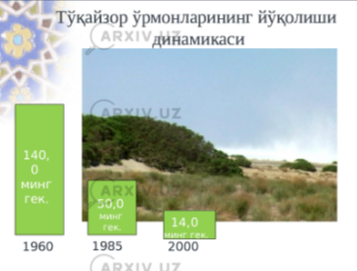 Тўқайзор ўрмонларининг йўқолиши
динамикаси
ARXIV.UZ
ARXIV.UZ
140,
0
минг
гек.
ARXIV.UZ
50,0
минг
гек.
14,0
минг гек.
1960
1985
2000
ARXIV.UZ